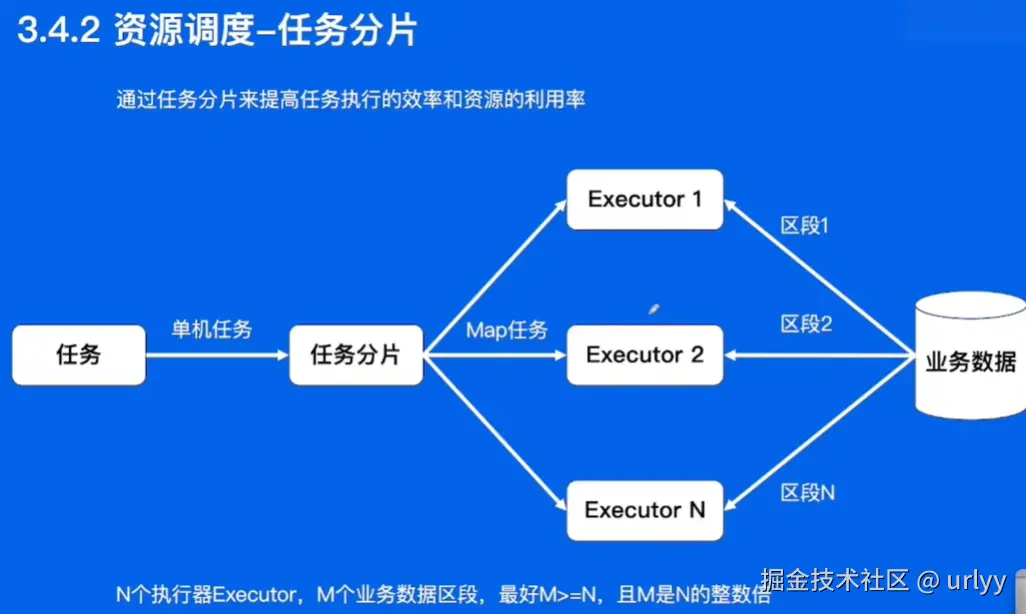 3.4.2 资源调度-任务分片
通过任务分片来提高任务执行的效率和资源的利用率
Executor 1
区段1
单机任务
Map任务
区段2
任务
任务分片
Executor 2
业务数据
区段N
Executor N
N个执行器Executor，M个业务数据区段，最好M>=N，且M是N的整数倍
掘金技术社区 @ urlyy